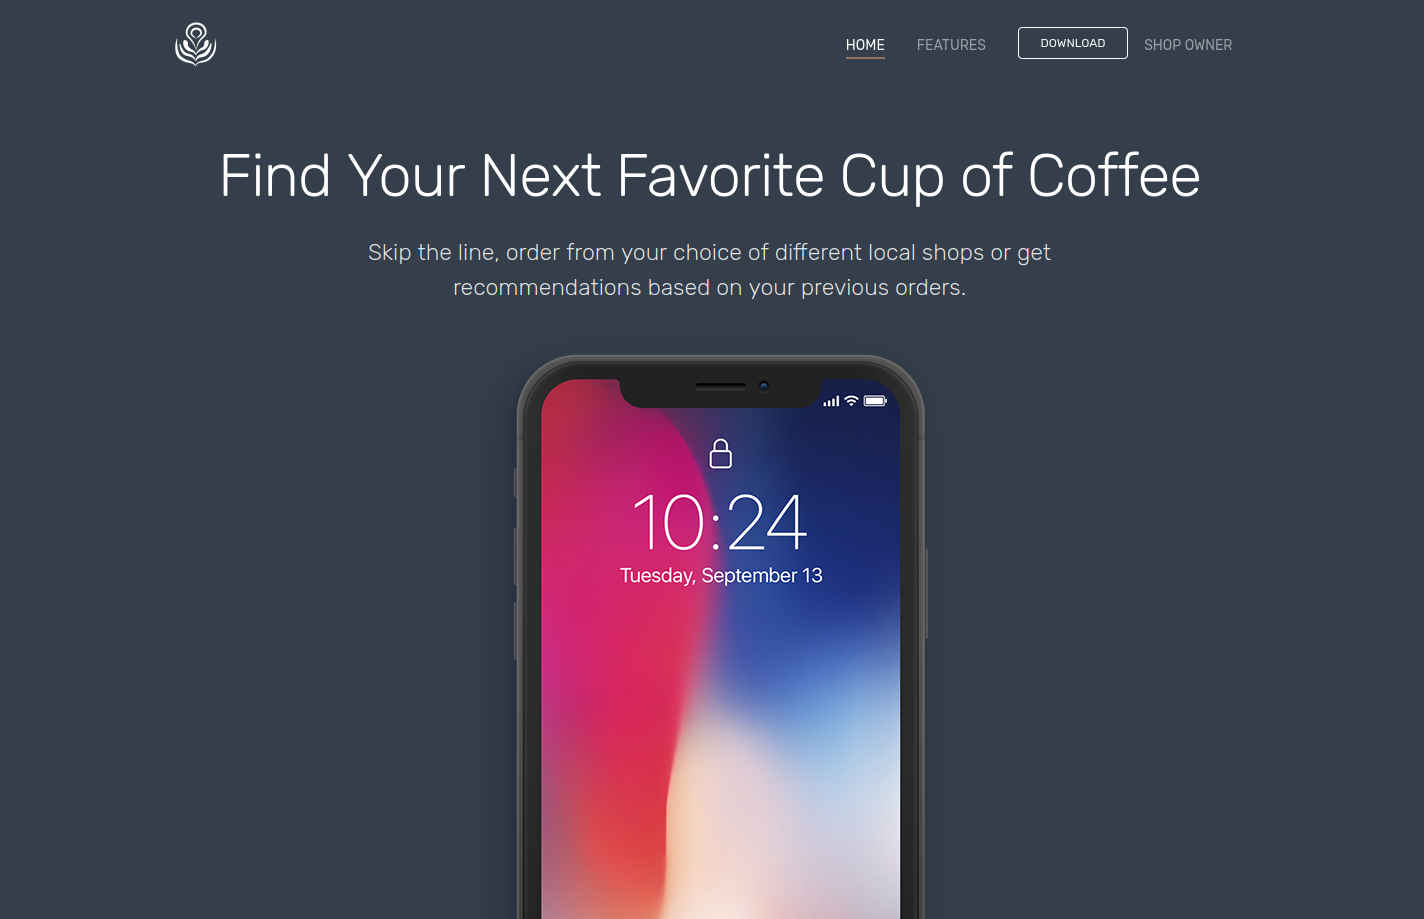 HOME
FEATURES
DOWNLOAD
SHOP OWNER
Find Your Next Favorite Cup of Coffee
Skip the line, order from your choice of different local shops or get
recommendations based on your previous orders.
10:24
Tuesday, September 13